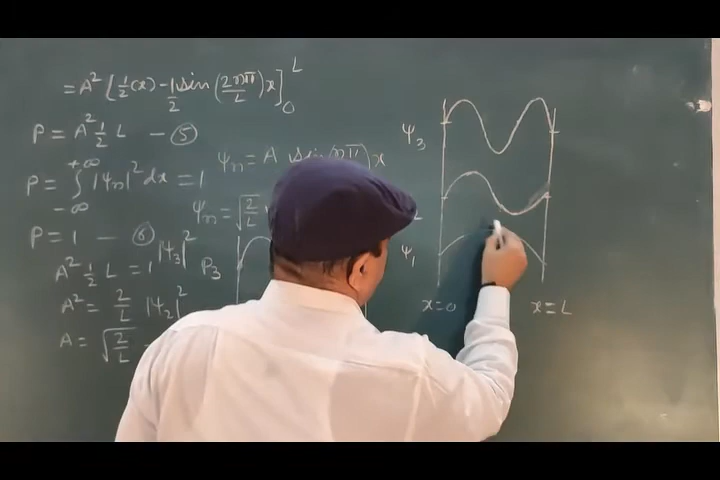 = A² [½(x) - ½ sin (2nπ/L) x]₀ᴸ
P = A² ½ L — ⑤
P = ∫₋∞⁺∞ |ψn|² dx = 1
P = 1 — ⑥
A² ½ L = 1
A² = 2/L
A = √2/L
ψn = A sin (nπ) x
ψn = √2/L
|ψ3|²
P3
|ψ2|²
ψ3
ψ1
x=0
x=L